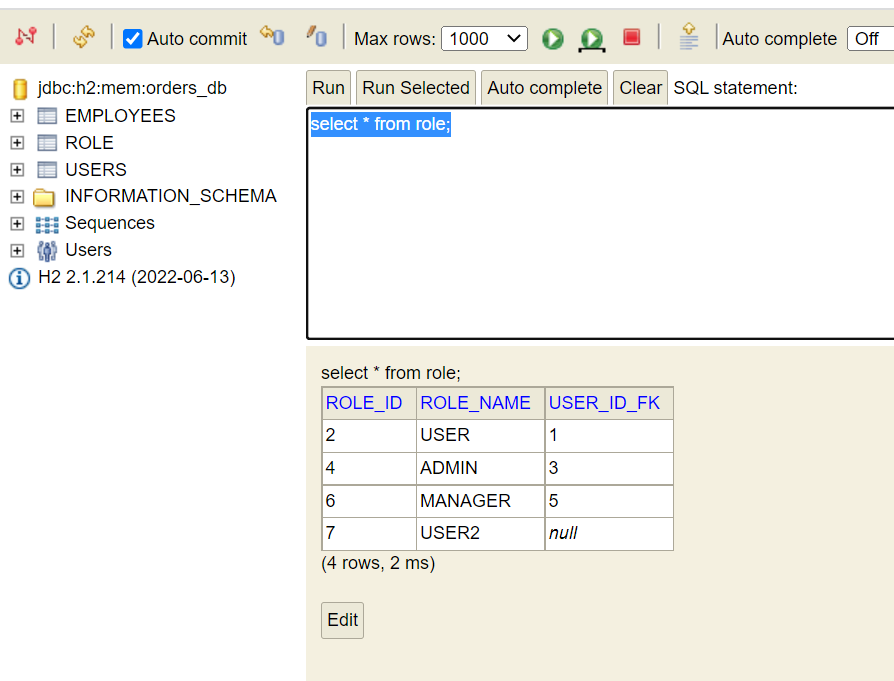 Auto commit Max rows: 1000 Auto complete Off
jdbc:h2:mem:orders_db
EMPLOYEES
ROLE
USERS
INFORMATION_SCHEMA
Sequences
Users
H2 2.1.214 (2022-06-13)
Run Run Selected Auto complete Clear SQL statement:
select * from role;
select * from role;
ROLE_ID ROLE_NAME USER_ID_FK
2 USER 1
4 ADMIN 3
6 MANAGER 5
7 USER2 null
(4 rows, 2 ms)
Edit